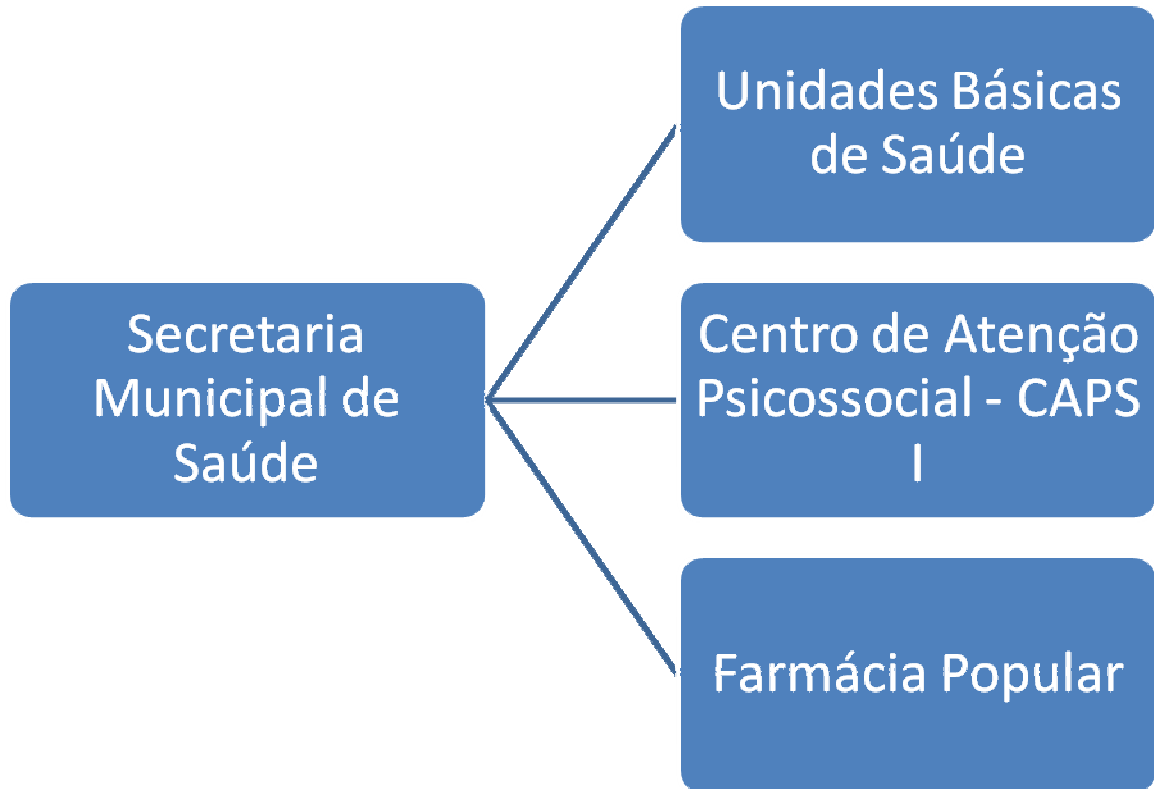 Secretaria
Municipal de
Saúde
Unidades Básicas
de Saúde
Centro de Atenção
Psicossocial - CAPS
I
Farmácia Popular